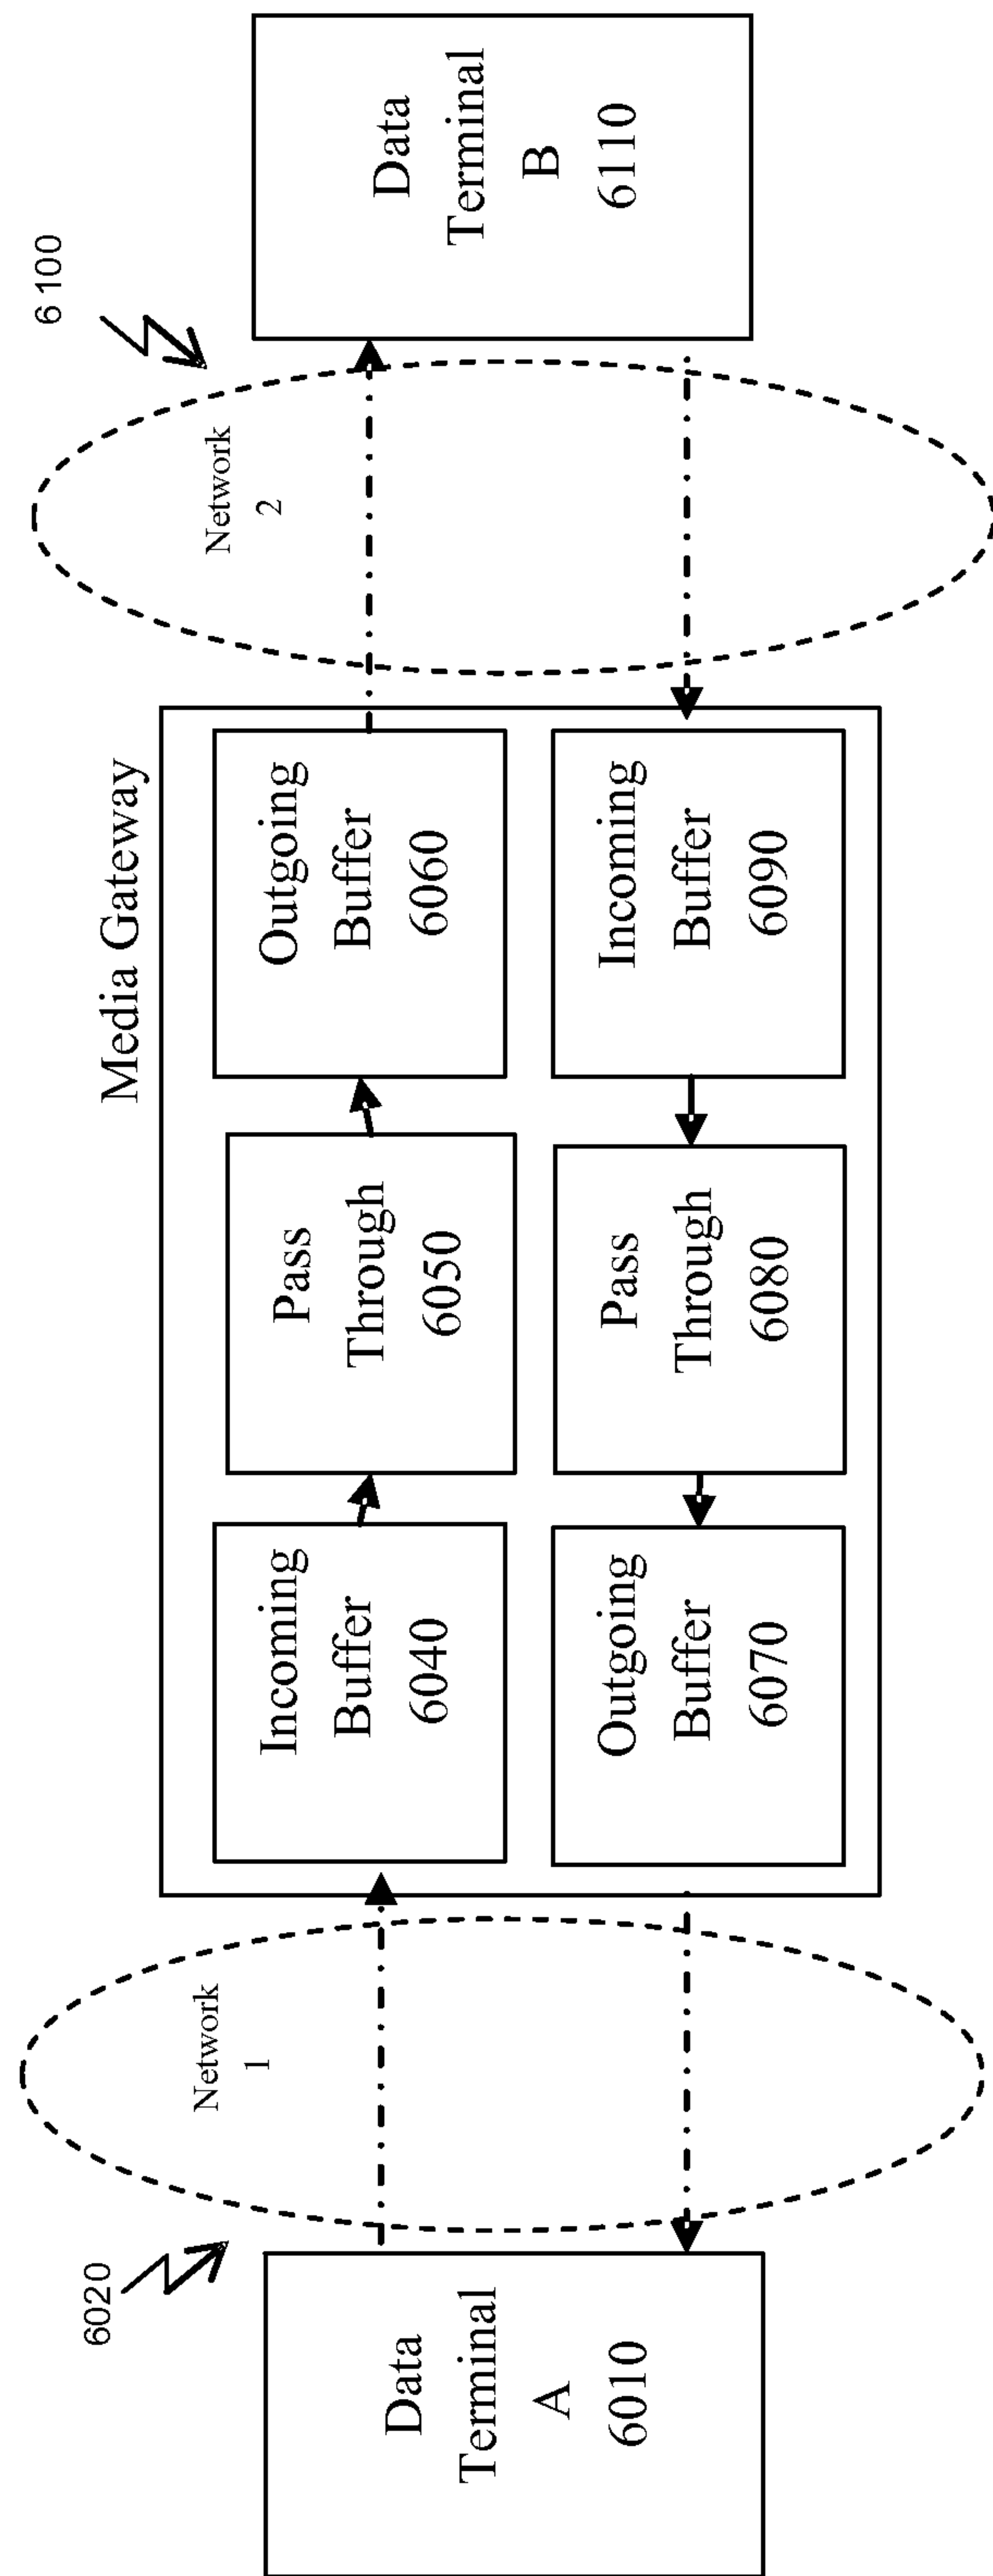 Media Gateway
6020
6100
Network
1
Network
2
Data
Terminal
A
6010
Incoming
Buffer
6040
Pass
Through
6050
Outgoing
Buffer
6060
Data
Terminal
B
6110
Outgoing
Buffer
6070
Pass
Through
6080
Incoming
Buffer
6090